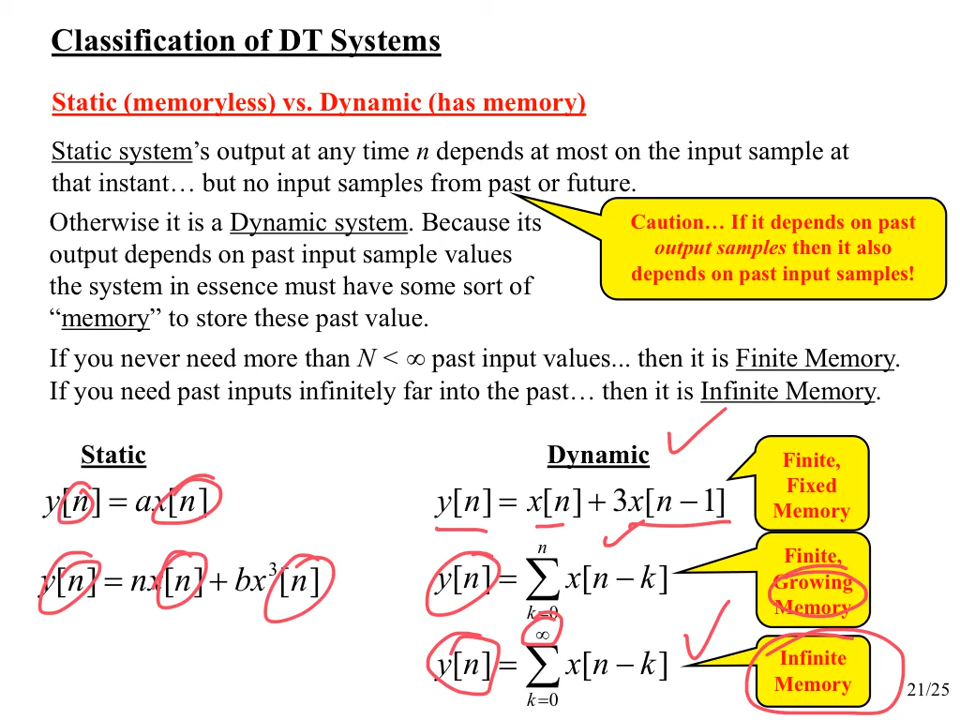 Classification of DT Systems
Static (memoryless) vs. Dynamic (has memory)
Static system’s output at any time n depends at most on the input sample at
that instant… but no input samples from past or future.
Otherwise it is a Dynamic system. Because its
output depends on past input sample values
the system in essence must have some sort of
“memory” to store these past value.
Caution… If it depends on past
output samples then it also
depends on past input samples!
If you never need more than N < ∞ past input values... then it is Finite Memory.
If you need past inputs infinitely far into the past… then it is Infinite Memory.
Static
y[n] = ax[n]
y[n] = nx[n] + bx³[n]
Dynamic
y[n] = x[n] + 3x[n − 1]
Finite,
Fixed
Memory
n
y[n] = ∑ x[n − k]
k=0
Finite,
Growing
Memory
∞
y[n] = ∑ x[n − k]
k=0
Infinite
Memory
21/25